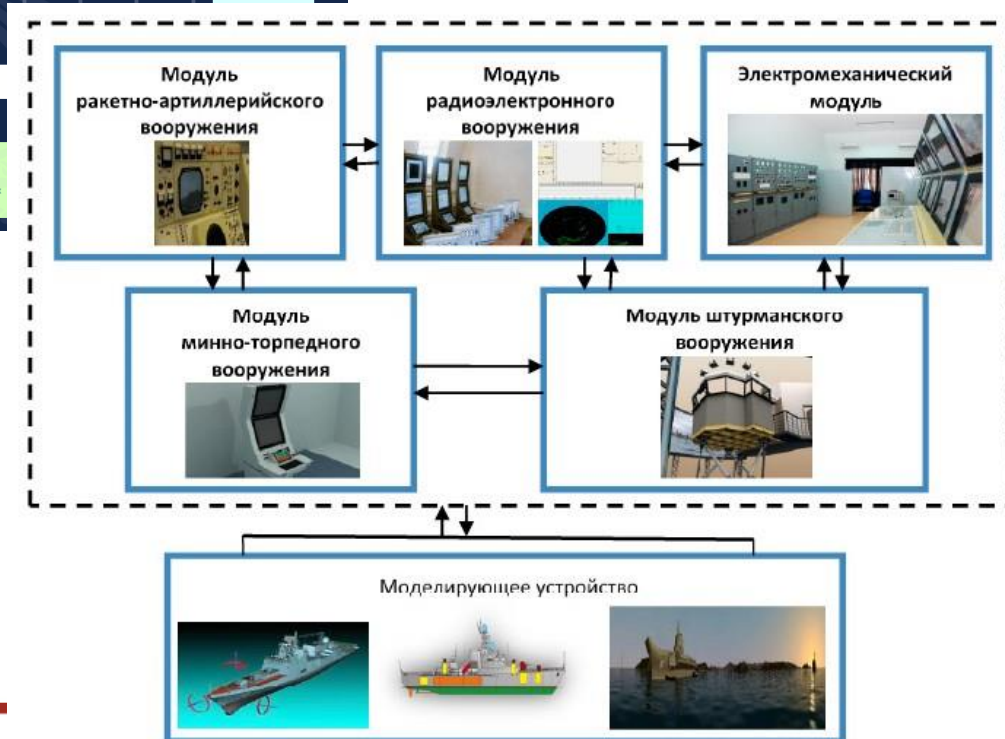 Модуль
ракетно-артиллерийского
вооружения
Модуль
радиоэлектронного
вооружения
Электромеханический
модуль
Модуль
минно-торпедного
вооружения
Модуль штурманского
вооружения
Моделирующее устройство